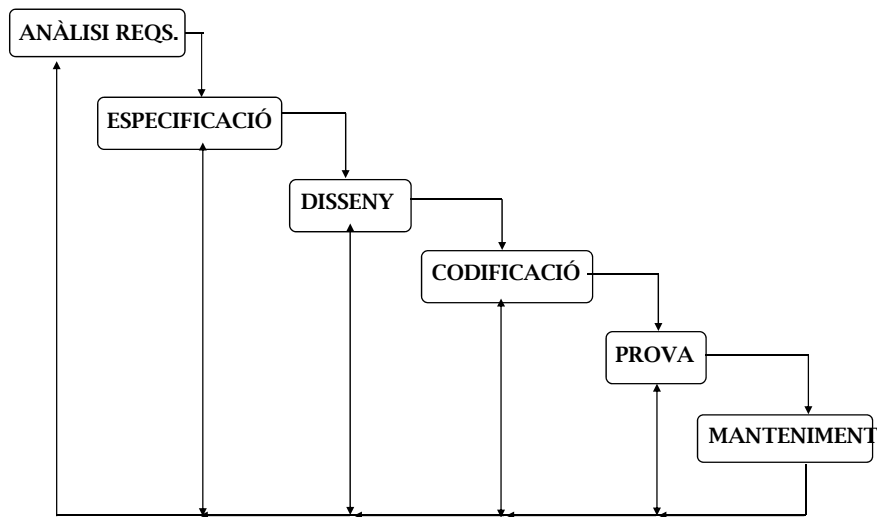 ANÀLISI REQS.
ESPECIFICACIÓ
DISSENY
CODIFICACIÓ
PROVA
MANTENIMENT